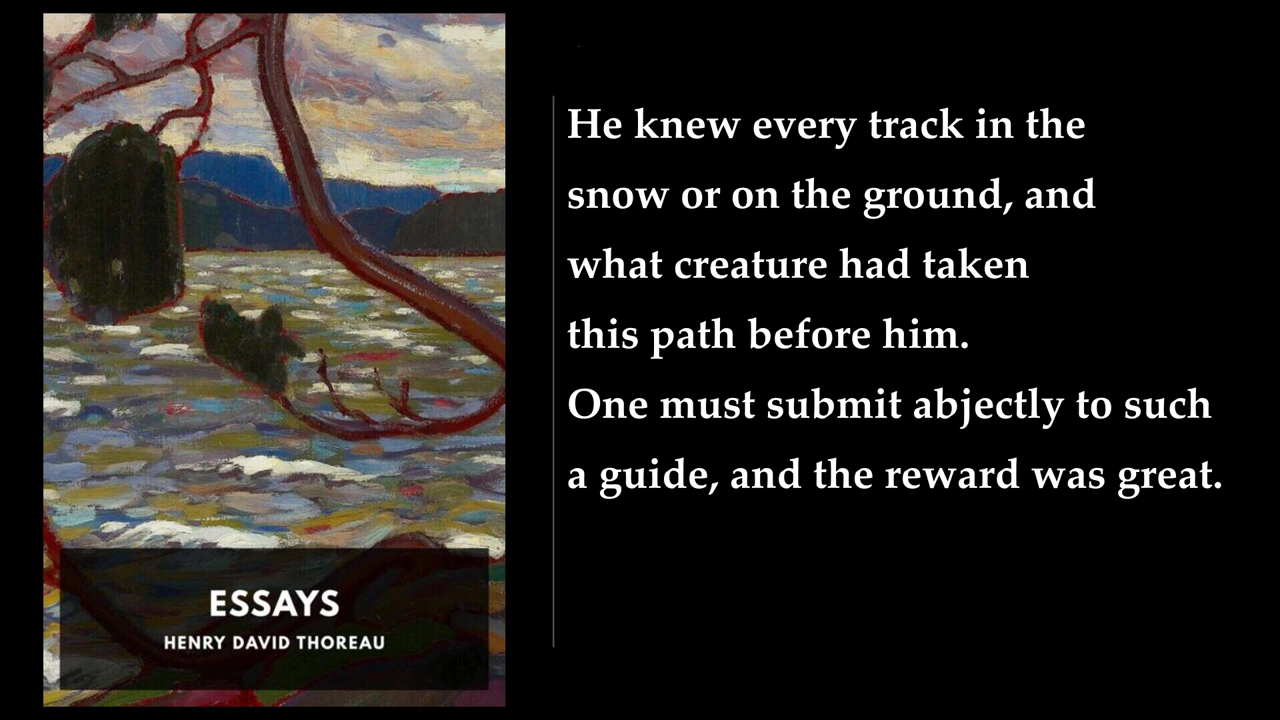 ESSAYS
HENRY DAVID THOREAU
He knew every track in the
snow or on the ground, and
what creature had taken
this path before him.
One must submit abjectly to such
a guide, and the reward was great.